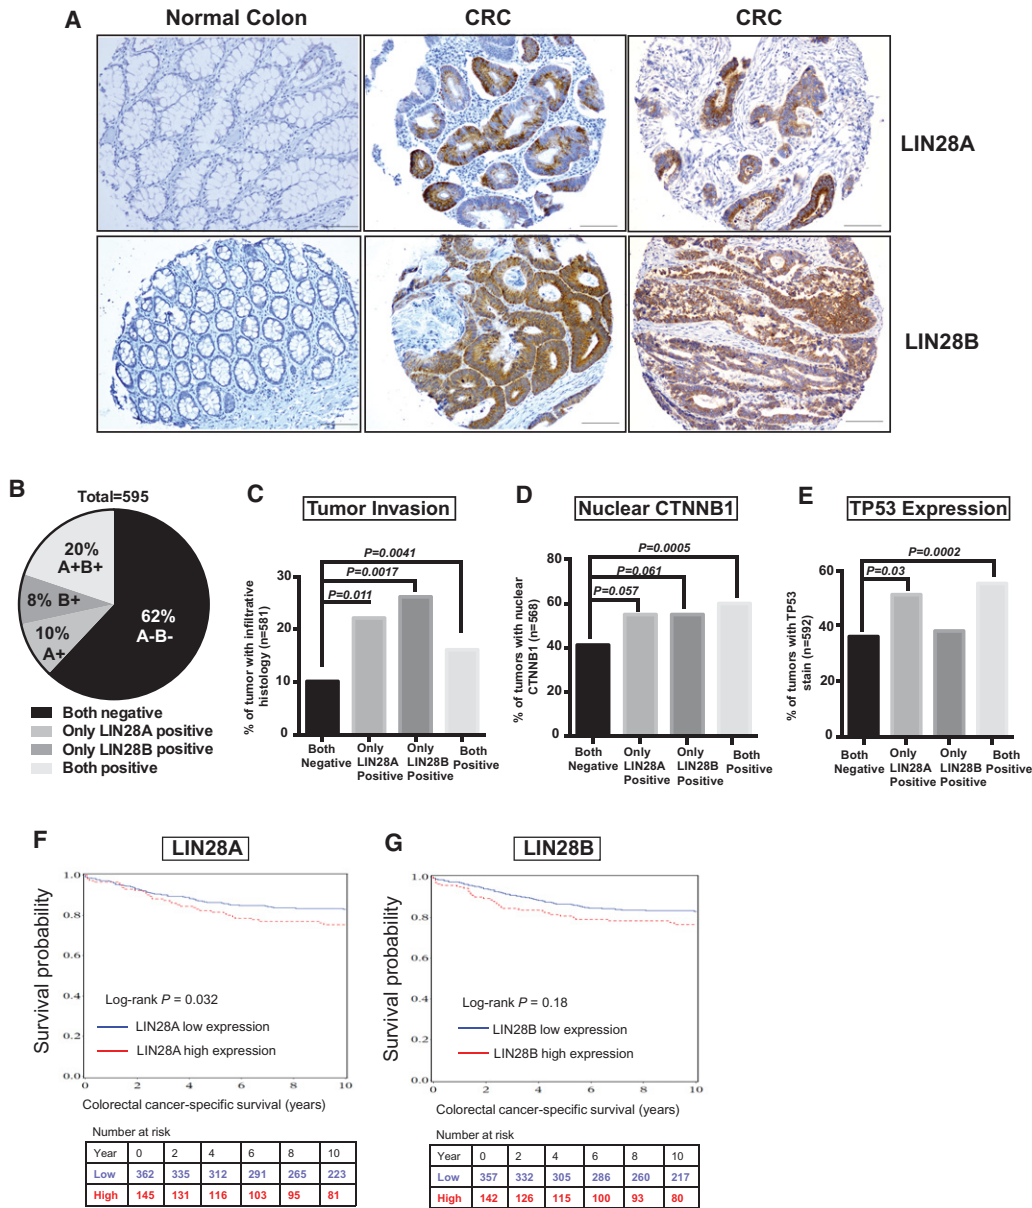 A
Normal Colon
CRC
CRC
LIN28A
LIN28B
B
Total=595
20%
A+B+
8% B+
10%
A+
62%
A-B-
Both negative
Only LIN28A positive
Only LIN28B positive
Both positive
C
Tumor Invasion
P=0.0041
P=0.0017
P=0.011
30
20
10
0
% of tumor with infiltrative
histology (n=581)
Both
Negative
Only
LIN28A
Positive
Only
LIN28B
Positive
Both
Positive
D
Nuclear CTNNB1
P=0.0005
P=0.061
P=0.057
80
60
40
20
0
% of tumors with nuclear
CTNNB1 (n=568)
Both
Negative
Only
LIN28A
Positive
Only
LIN28B
Positive
Both
Positive
E
TP53 Expression
P=0.0002
P=0.03
60
40
20
0
% of tumors with TP53
stain (n=592)
Both
Negative
Only
LIN28A
Positive
Only
LIN28B
Positive
Both
Positive
F
LIN28A
1.0
0.8
0.6
0.4
0.2
0.0
Survival probability
Log-rank P = 0.032
LIN28A low expression
LIN28A high expression
0 2 4 6 8 10
Colorectal cancer-specific survival (years)
Number at risk
Year 0 2 4 6 8 10
Low 362 335 312 291 265 223
High 145 131 116 103 95 81
G
LIN28B
1.0
0.8
0.6
0.4
0.2
0.0
Survival probability
Log-rank P = 0.18
LIN28B low expression
LIN28B high expression
0 2 4 6 8 10
Colorectal cancer-specific survival (years)
Number at risk
Year 0 2 4 6 8 10
Low 357 332 305 286 260 217
High 142 126 115 100 93 80